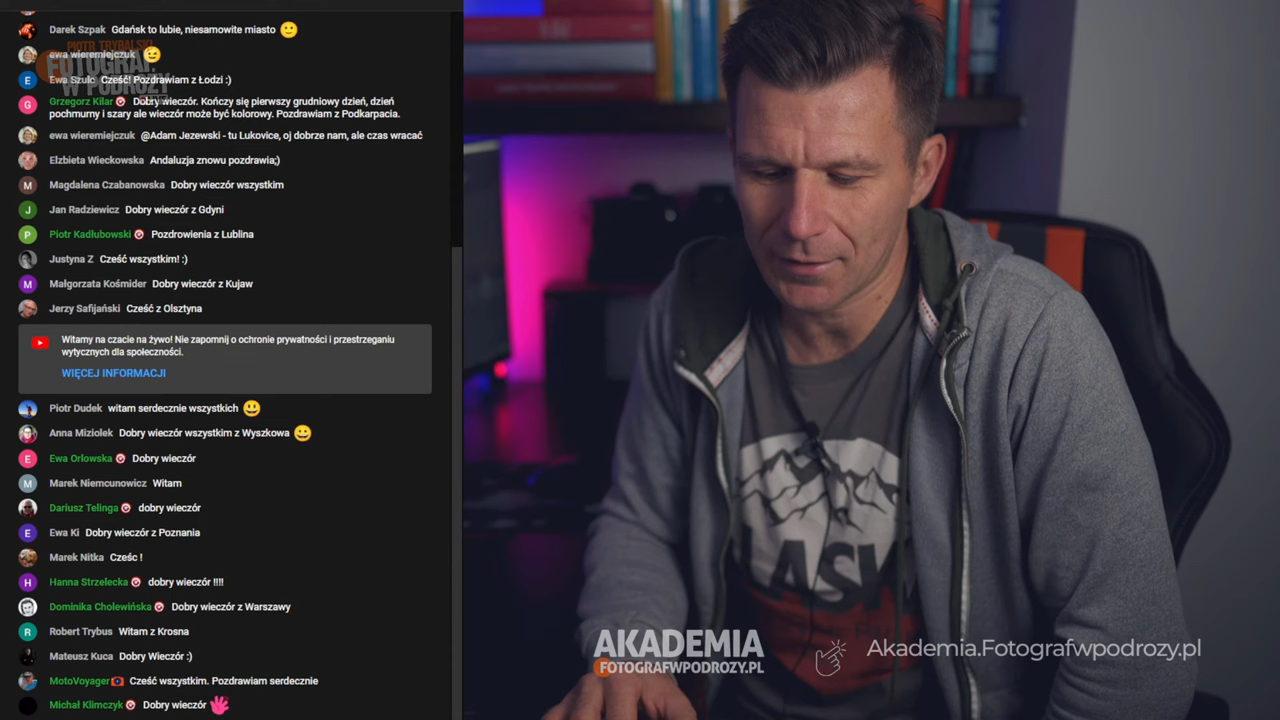 Darek Szpak Gdańsk to lubie, niesamowite miasto 🙂
PIOTR TRYBALSKI
FOTOGRAF
W PODRÓŻY
ewa wieremiejczuk 😉
E Ewa Szulc Cześć! Pozdrawiam z Łodzi :)
G Grzegorz Kilar Dobry wieczór. Kończy się pierwszy grudniowy dzień, dzień
pochmurny i szary ale wieczór może być kolorowy. Pozdrawiam z Podkarpacia.
ewa wieremiejczuk @Adam Jezewski - tu Lukovice, oj dobrze nam, ale czas wracać
Elzbieta Wieckowska Andaluzja znowu pozdrawia;)
M Magdalena Czabanowska Dobry wieczór wszystkim
J Jan Radziewicz Dobry wieczór z Gdyni
P Piotr Kadłubowski Pozdrowienia z Lublina
Justyna Z Cześć wszystkim! :)
M Małgorzata Kośmider Dobry wieczór z Kujaw
Jerzy Safijański Cześć z Olsztyna
Witamy na czacie na żywo! Nie zapomnij o ochronie prywatności i przestrzeganiu
wytycznych dla społeczności.
WIĘCEJ INFORMACJI
Piotr Dudek witam serdecznie wszystkich 😃
Anna Miziolek Dobry wieczór wszystkim z Wyszkowa 😀
E Ewa Orłowska Dobry wieczór
M Marek Niemcunowicz Witam
Dariusz Telinga dobry wieczór
E Ewa Ki Dobry wieczór z Poznania
Marek Nitka Cześc !
H Hanna Strzelecka dobry wieczór !!!!
Dominika Cholewińska Dobry wieczór z Warszawy
R Robert Trybus Witam z Krosna
Mateusz Kuca Dobry Wieczór :)
MotoVoyager Cześć wszystkim. Pozdrawiam serdecznie
Michał Klimczyk Dobry wieczór
AKADEMIA
FOTOGRAFWPODROZY.PL
Akademia.Fotografwpodrozy.pl